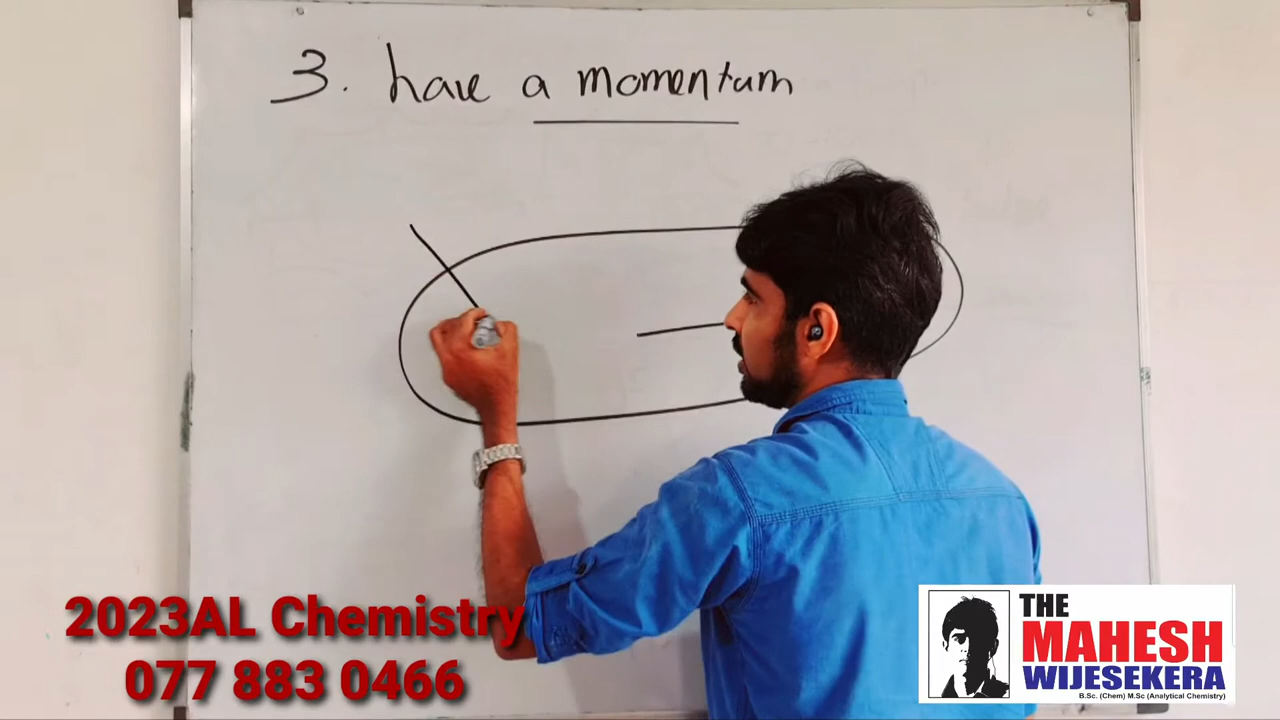 3. have a momentum
2023AL Chemistry
077 883 0466
THE
MAHESH
WIJESEKERA
B.Sc. (Chem) M.Sc (Analytical Chemistry)